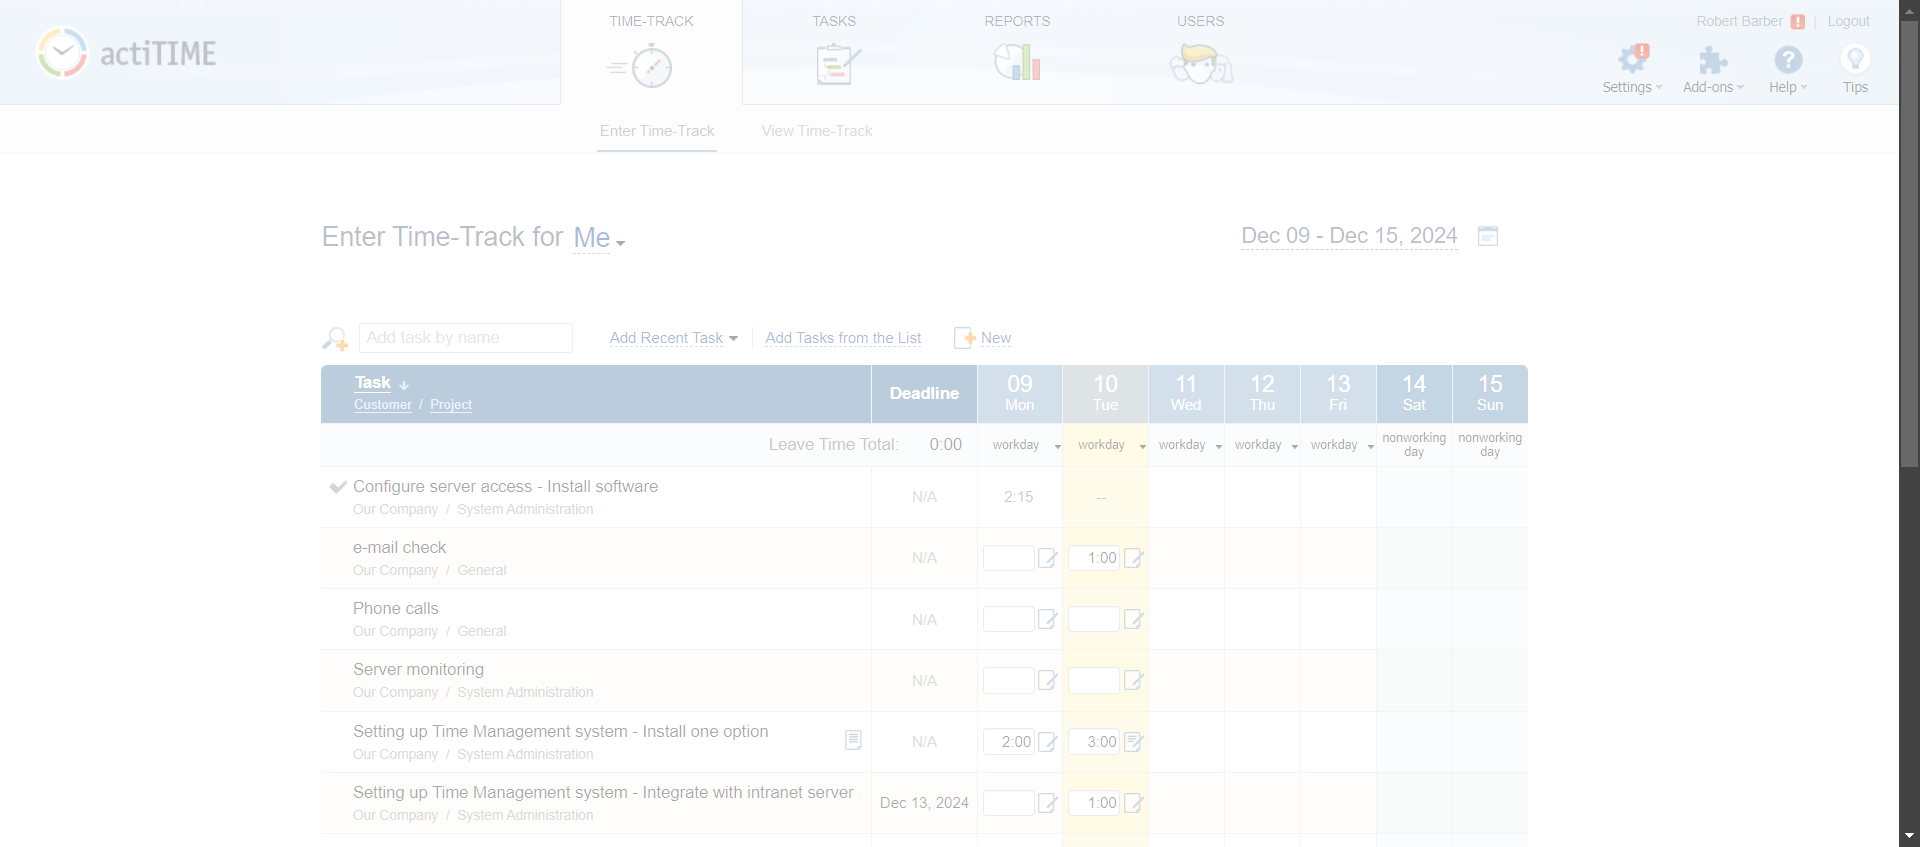 actiTIME
TIME-TRACK
TASKS
REPORTS
USERS
Robert Barber ! | Logout
Settings
Add-ons
Help
Tips
Enter Time-Track
View Time-Track
Enter Time-Track for Me
Dec 09 - Dec 15, 2024
Add task by name
Add Recent Task
Add Tasks from the List
New
Task
Customer / Project
Deadline
09 Mon
10 Tue
11 Wed
12 Thu
13 Fri
14 Sat
15 Sun
Leave Time Total: 0:00
workday
workday
workday
workday
workday
nonworking day
nonworking day
Configure server access - Install software
Our Company / System Administration
N/A
2:15
--
e-mail check
Our Company / General
N/A
1:00
Phone calls
Our Company / General
N/A
Server monitoring
Our Company / System Administration
N/A
Setting up Time Management system - Install one option
Our Company / System Administration
N/A
2:00
3:00
Setting up Time Management system - Integrate with intranet server
Our Company / System Administration
Dec 13, 2024
1:00